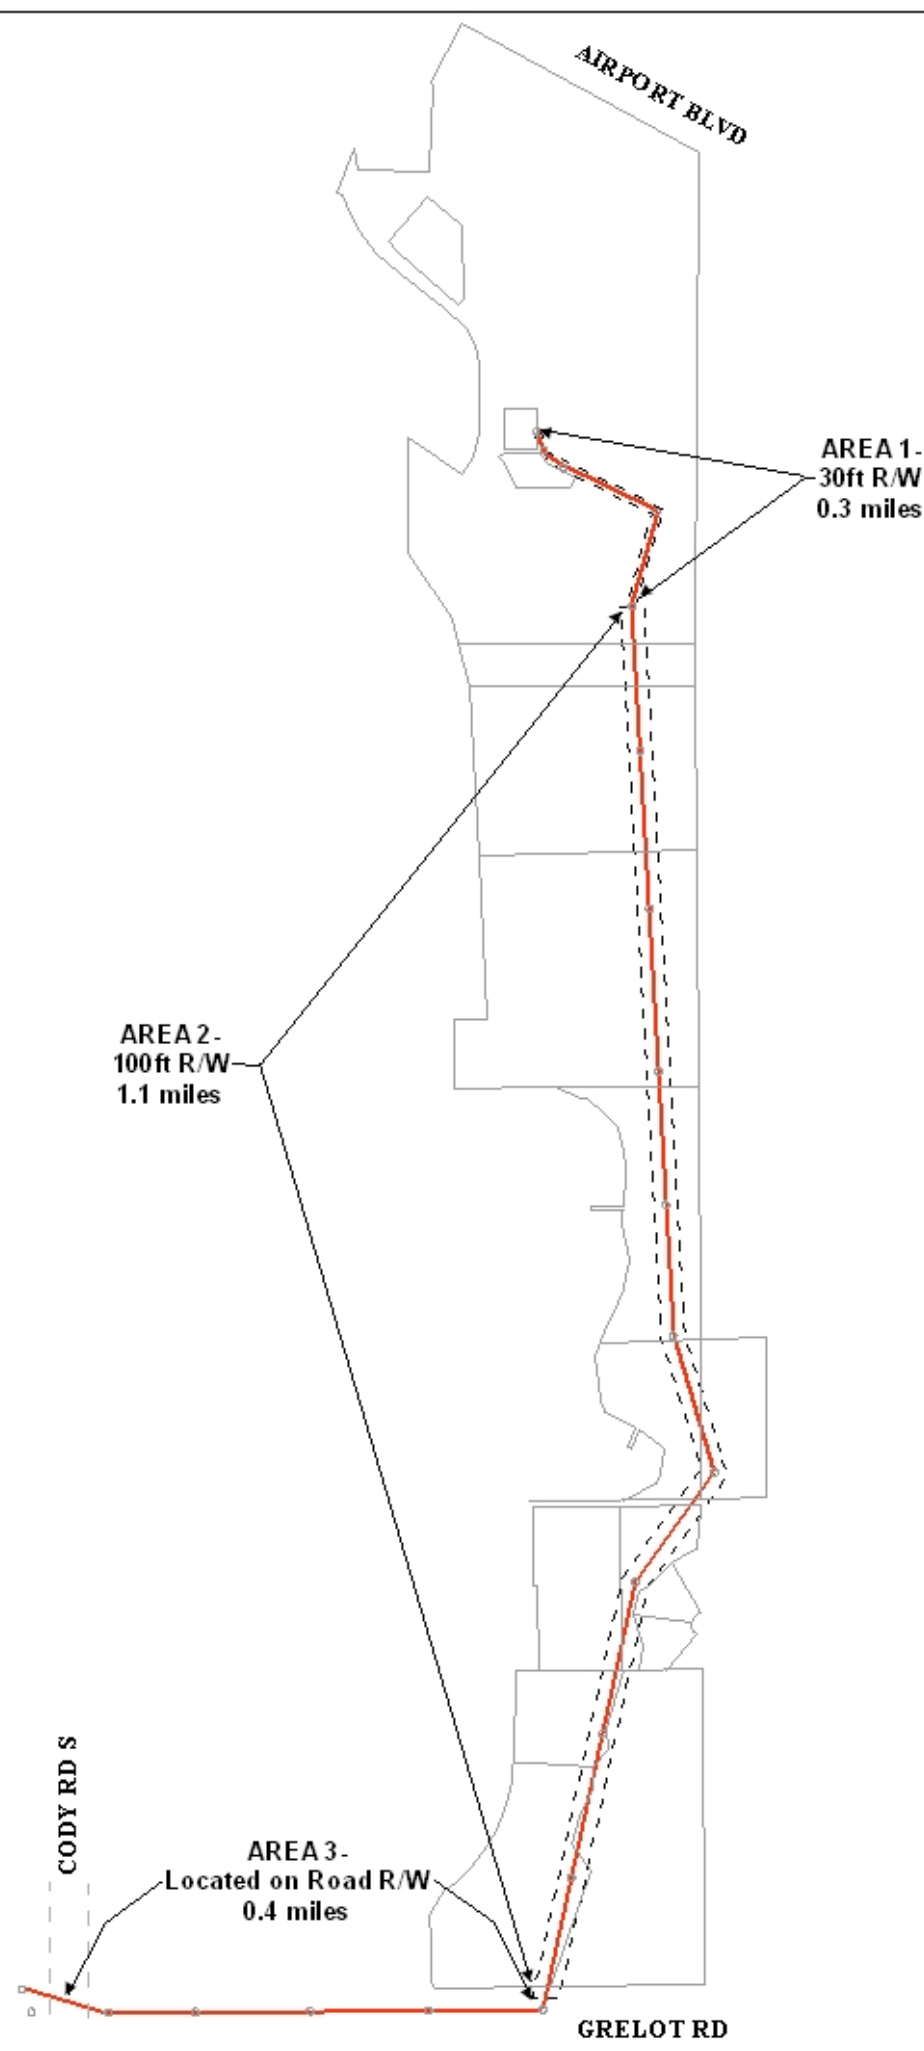 AIRPORT BLVD
AREA 1-
30ft R/W
0.3 miles
AREA 2-
100ft R/W
1.1 miles
CODY RD S
AREA 3-
Located on Road R/W
0.4 miles
GRELOT RD